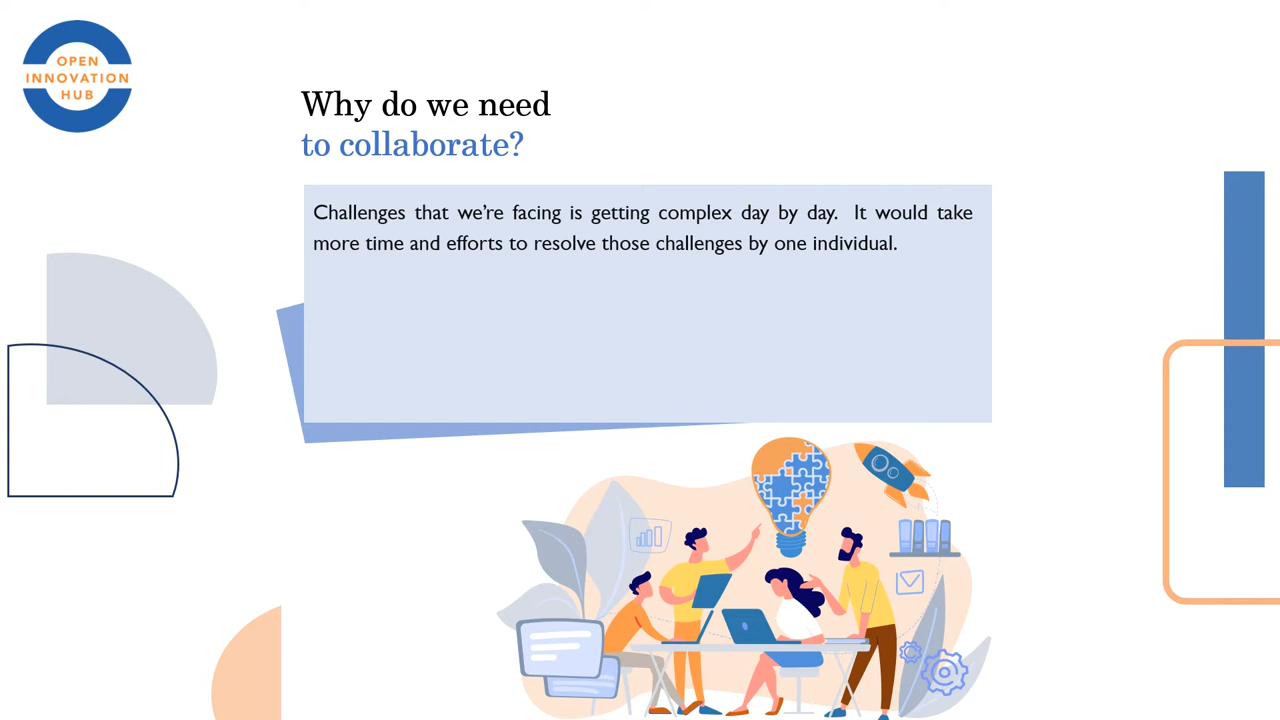 OPEN
INNOVATION
HUB
Why do we need
to collaborate?
Challenges that we're facing is getting complex day by day. It would take
more time and efforts to resolve those challenges by one individual.